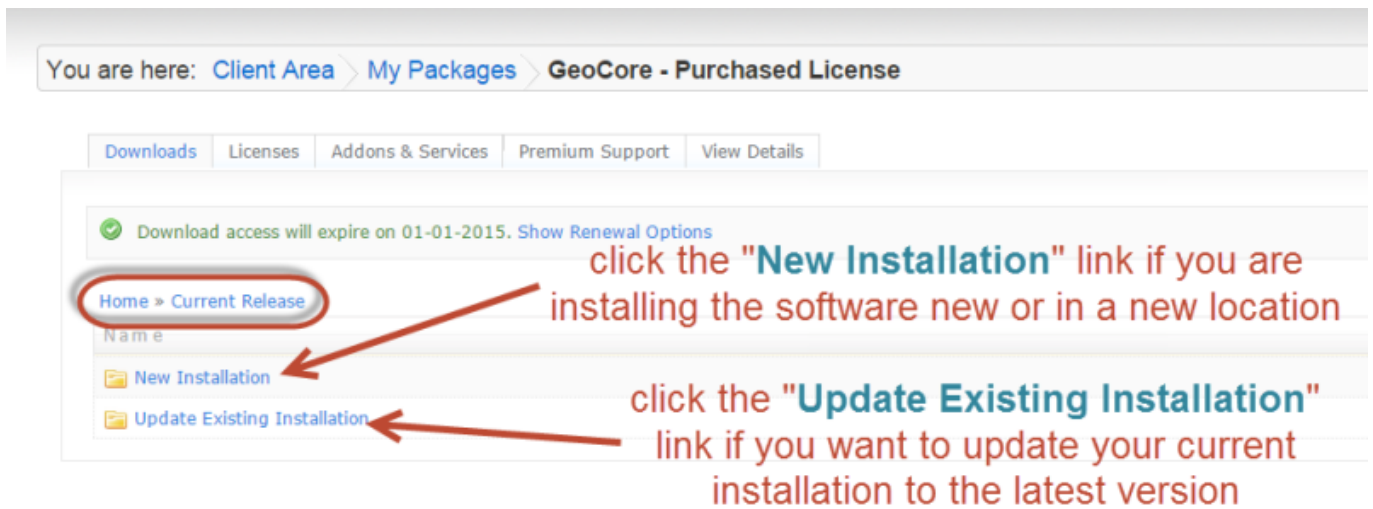 You are here: Client Area My Packages GeoCore - Purchased License
Downloads Licenses Addons & Services Premium Support View Details
Download access will expire on 01-01-2015. Show Renewal Options
click the "New Installation" link if you are
installing the software new or in a new location
Home » Current Release
Name
New Installation
Update Existing Installation
click the "Update Existing Installation"
link if you want to update your current
installation to the latest version